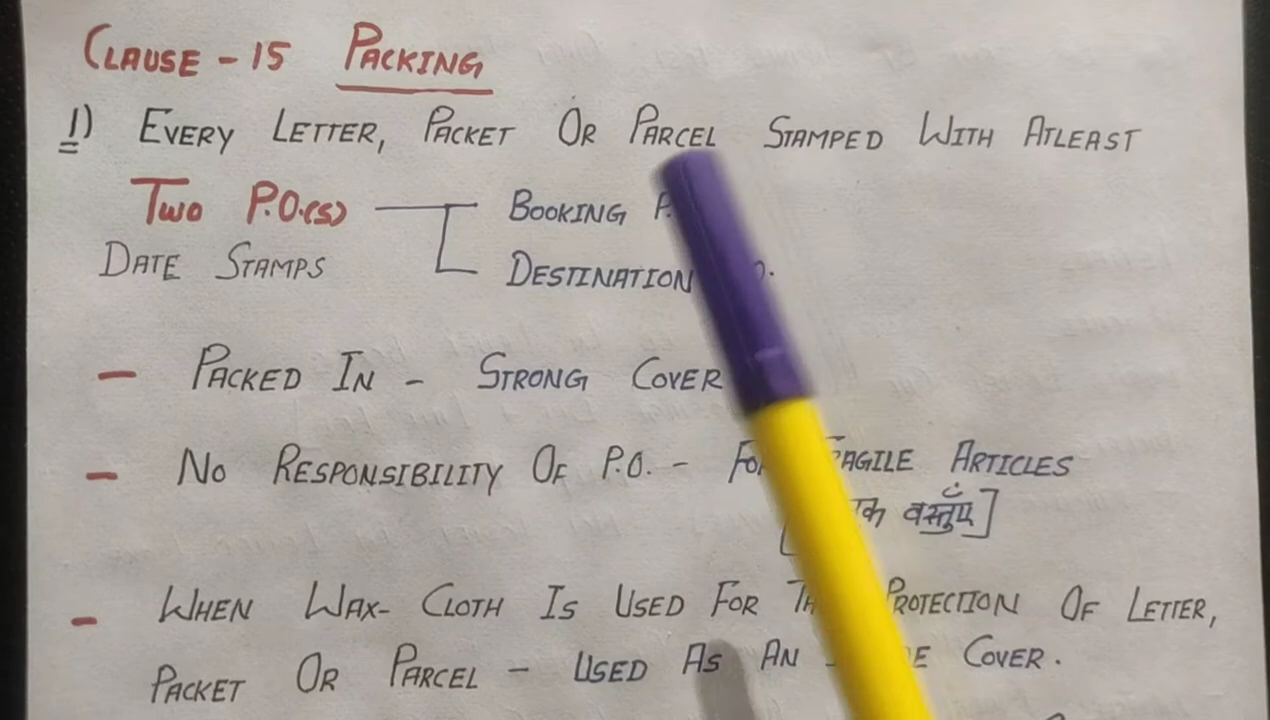 CLAUSE - 15 PACKING
1) EVERY LETTER, PACKET OR PARCEL STAMPED WITH ATLEAST
TWO P.O.(S) BOOKING
DATE STAMPS DESTINATION
- PACKED IN - STRONG COVER
- NO RESPONSIBILITY OF P.O. - ARTICLES
वस्तुएँ]
- WHEN WAX- CLOTH IS USED FOR PROTECTION OF LETTER,
PACKET OR PARCEL - USED AS AN COVER.